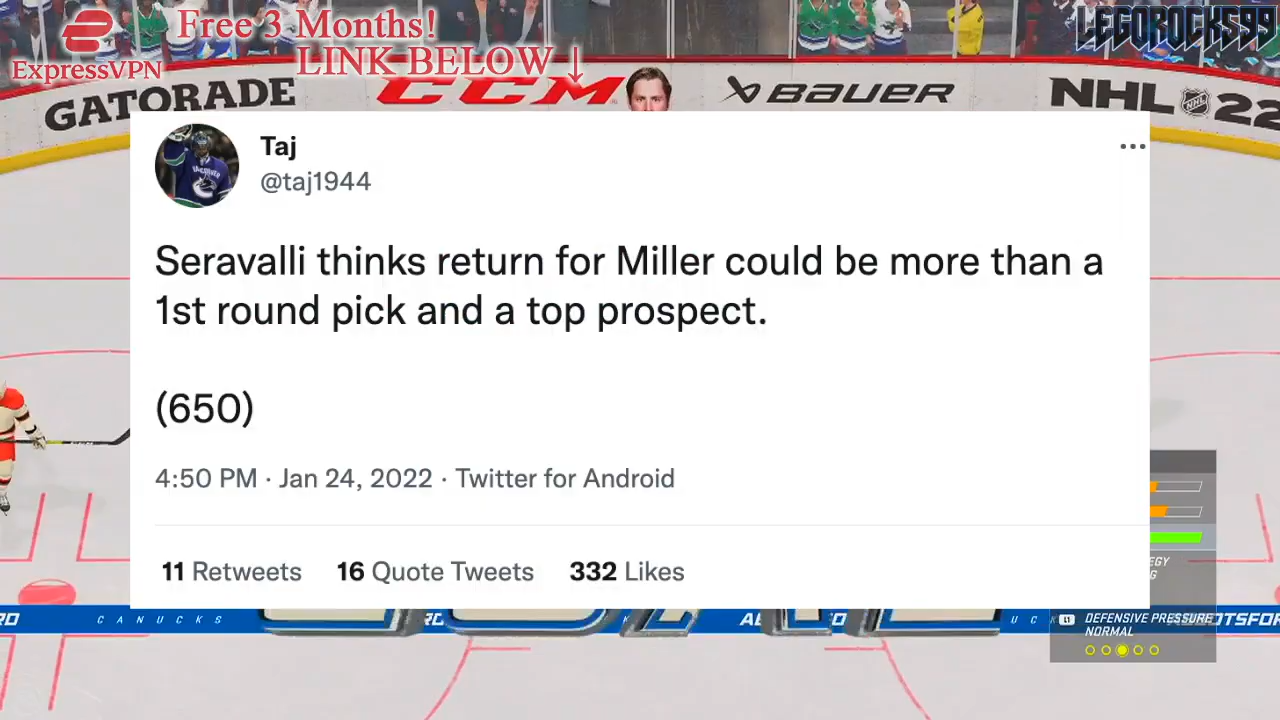 Free 3 Months!
LEGOROCKS99
ExpressVPN
LINK BELOW↓
GATORADE
CCM
BAUER
NHL 22
Taj
@taj1944
Seravalli thinks return for Miller could be more than a
1st round pick and a top prospect.
(650)
4:50 PM · Jan 24, 2022 · Twitter for Android
11 Retweets 16 Quote Tweets 332 Likes
CANUCKS
L1 DEFENSIVE PRESSURE
NORMAL